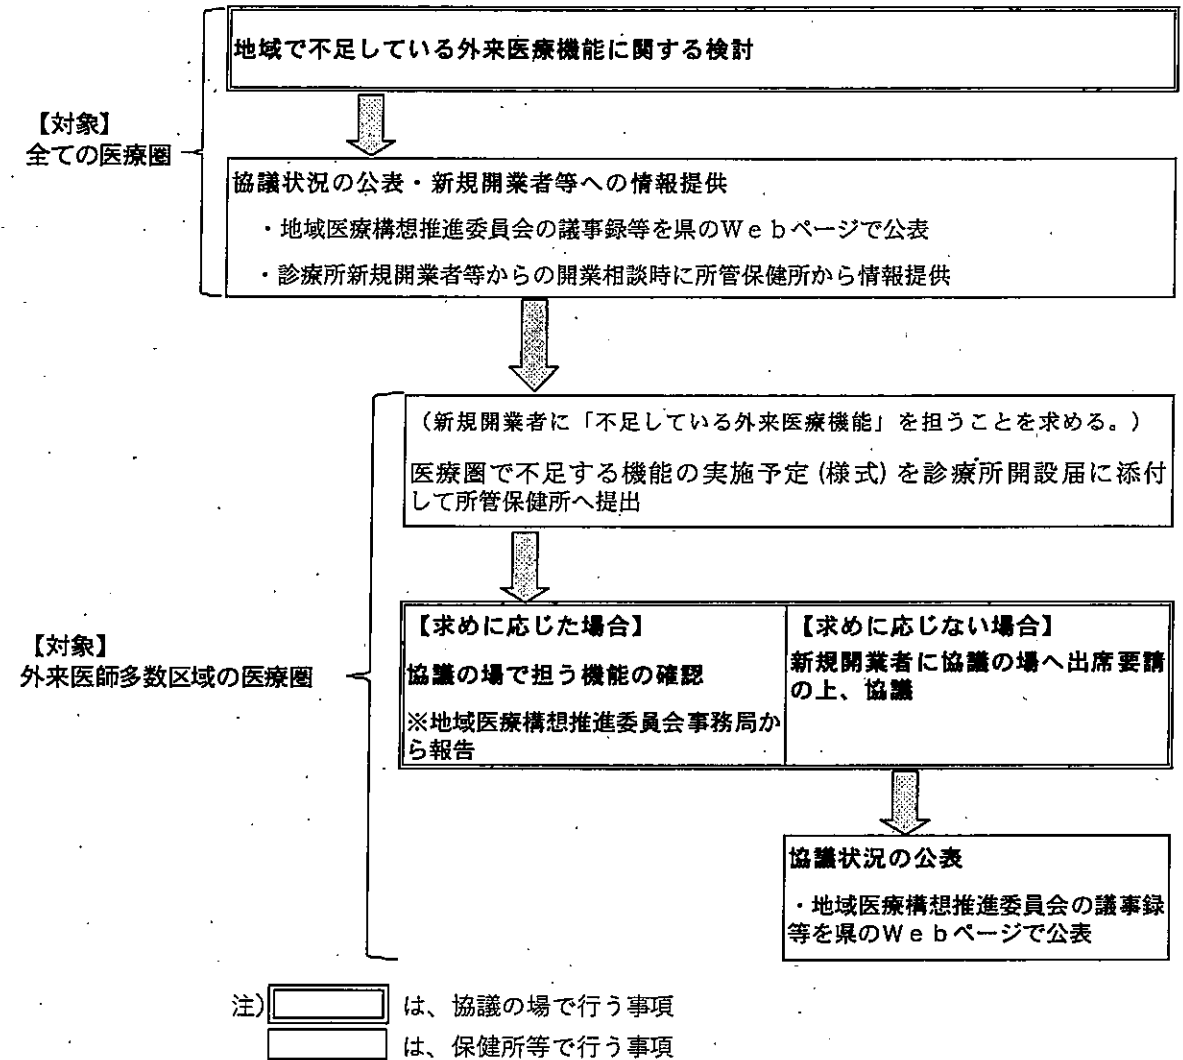 地域で不足している外来医療機能に関する検討
【対象】
全ての医療圏
協議状況の公表・新規開業者等への情報提供
・地域医療構想推進委員会の議事録等を県のWebページで公表
・診療所新規開業者等からの開業相談時に所管保健所から情報提供
(新規開業者に「不足している外来医療機能」を担うことを求める。)
医療圏で不足する機能の実施予定(様式)を診療所開設届に添付
して所管保健所へ提出
【対象】
外来医師多数区域の医療圏
【求めに応じた場合】
協議の場で担う機能の確認
※地域医療構想推進委員会事務局か
ら報告
【求めに応じない場合】
新規開業者に協議の場へ出席要請
の上、協議
協議状況の公表
・地域医療構想推進委員会の議事録
等を県のWebページで公表
注) は、協議の場で行う事項
は、保健所等で行う事項